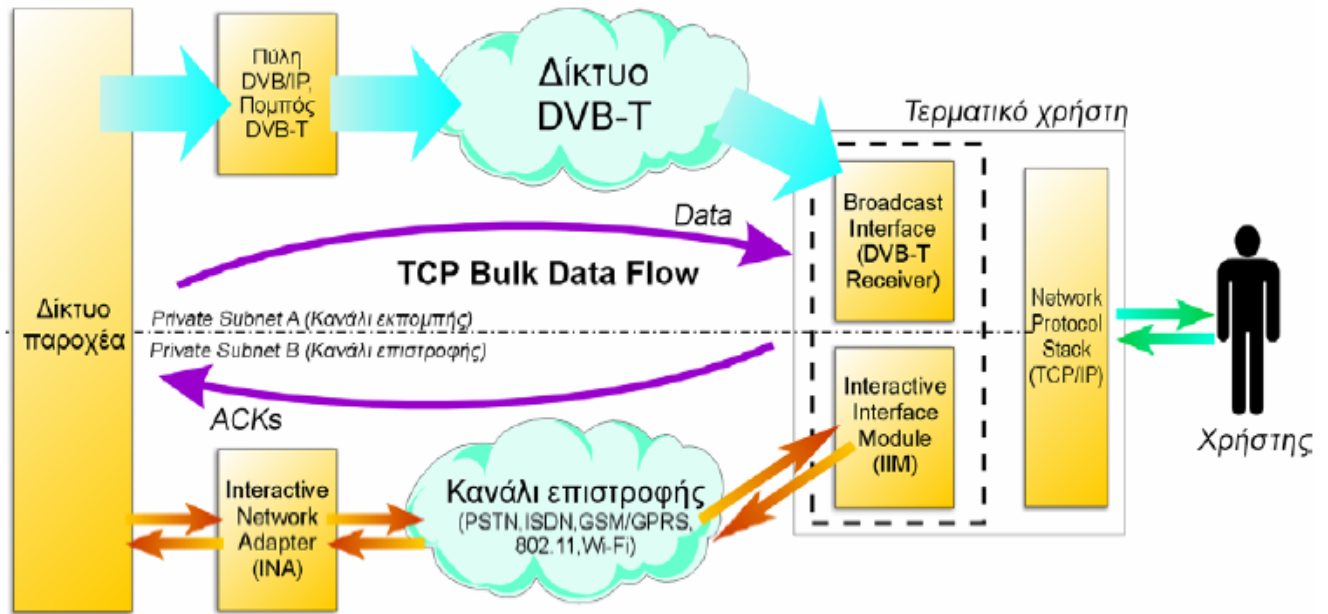 Πύλη
DVB/IP,
Πομπός
DVB-T
Δίκτυο
DVB-T
Τερματικό χρήστη
Data
Broadcast
Interface
(DVB-T
Receiver)
TCP Bulk Data Flow
Δίκτυο
παροχέα
Private Subnet A (Κανάλι εκπομπής)
Private Subnet B (Κανάλι επιστροφής)
Network
Protocol
Stack
(TCP/IP)
ACKs
Interactive
Interface
Module
(IIM)
Χρήστης
Interactive
Network
Adapter
(INA)
Κανάλι επιστροφής
(PSTN,ISDN,GSM/GPRS,
802.11,Wi-Fi)